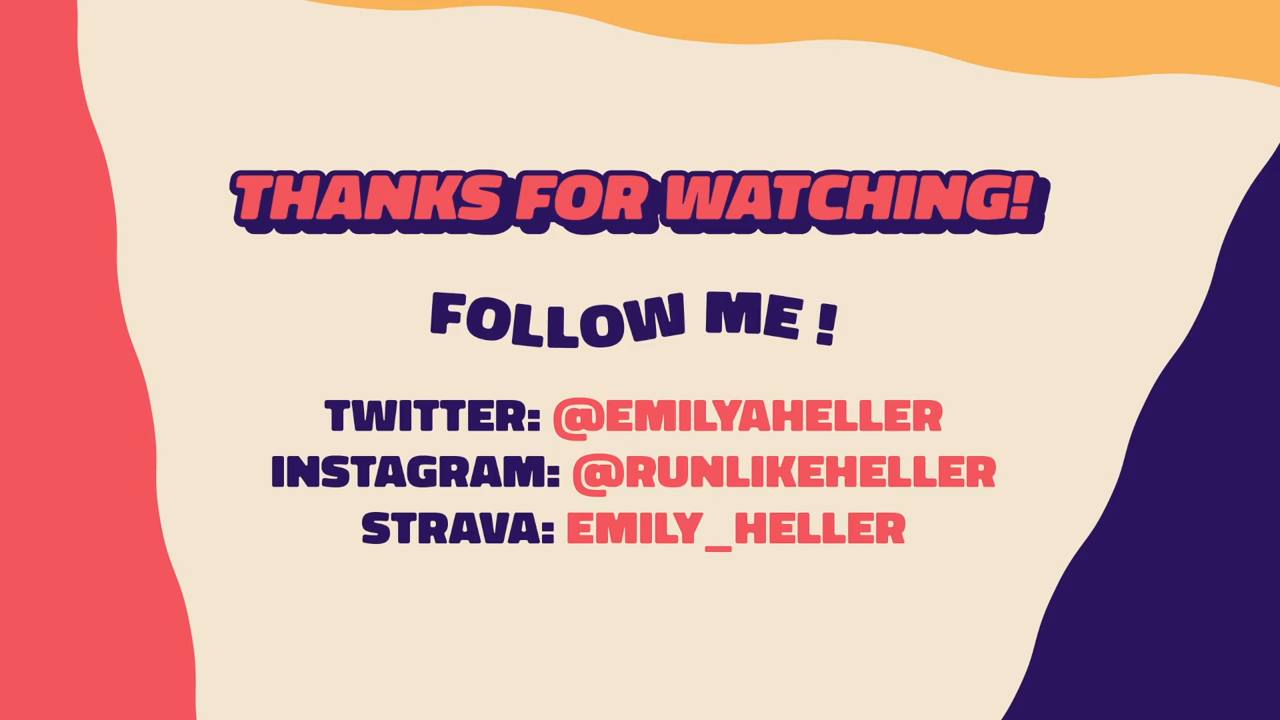 THANKS FOR WATCHING!
FOLLOW ME !
TWITTER: @EMILYAHELLER
INSTAGRAM: @RUNLIKEHELLER
STRAVA: EMILY_HELLER